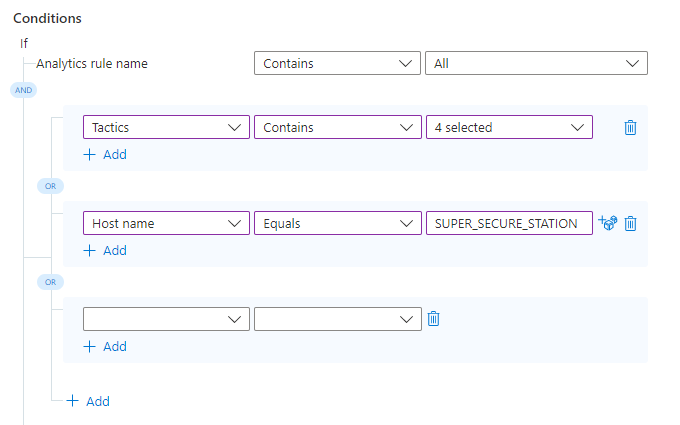 Conditions
If
Analytics rule name Contains All
AND
Tactics Contains 4 selected
+ Add
OR
Host name Equals SUPER_SECURE_STATION
+ Add
OR
+ Add
+ Add